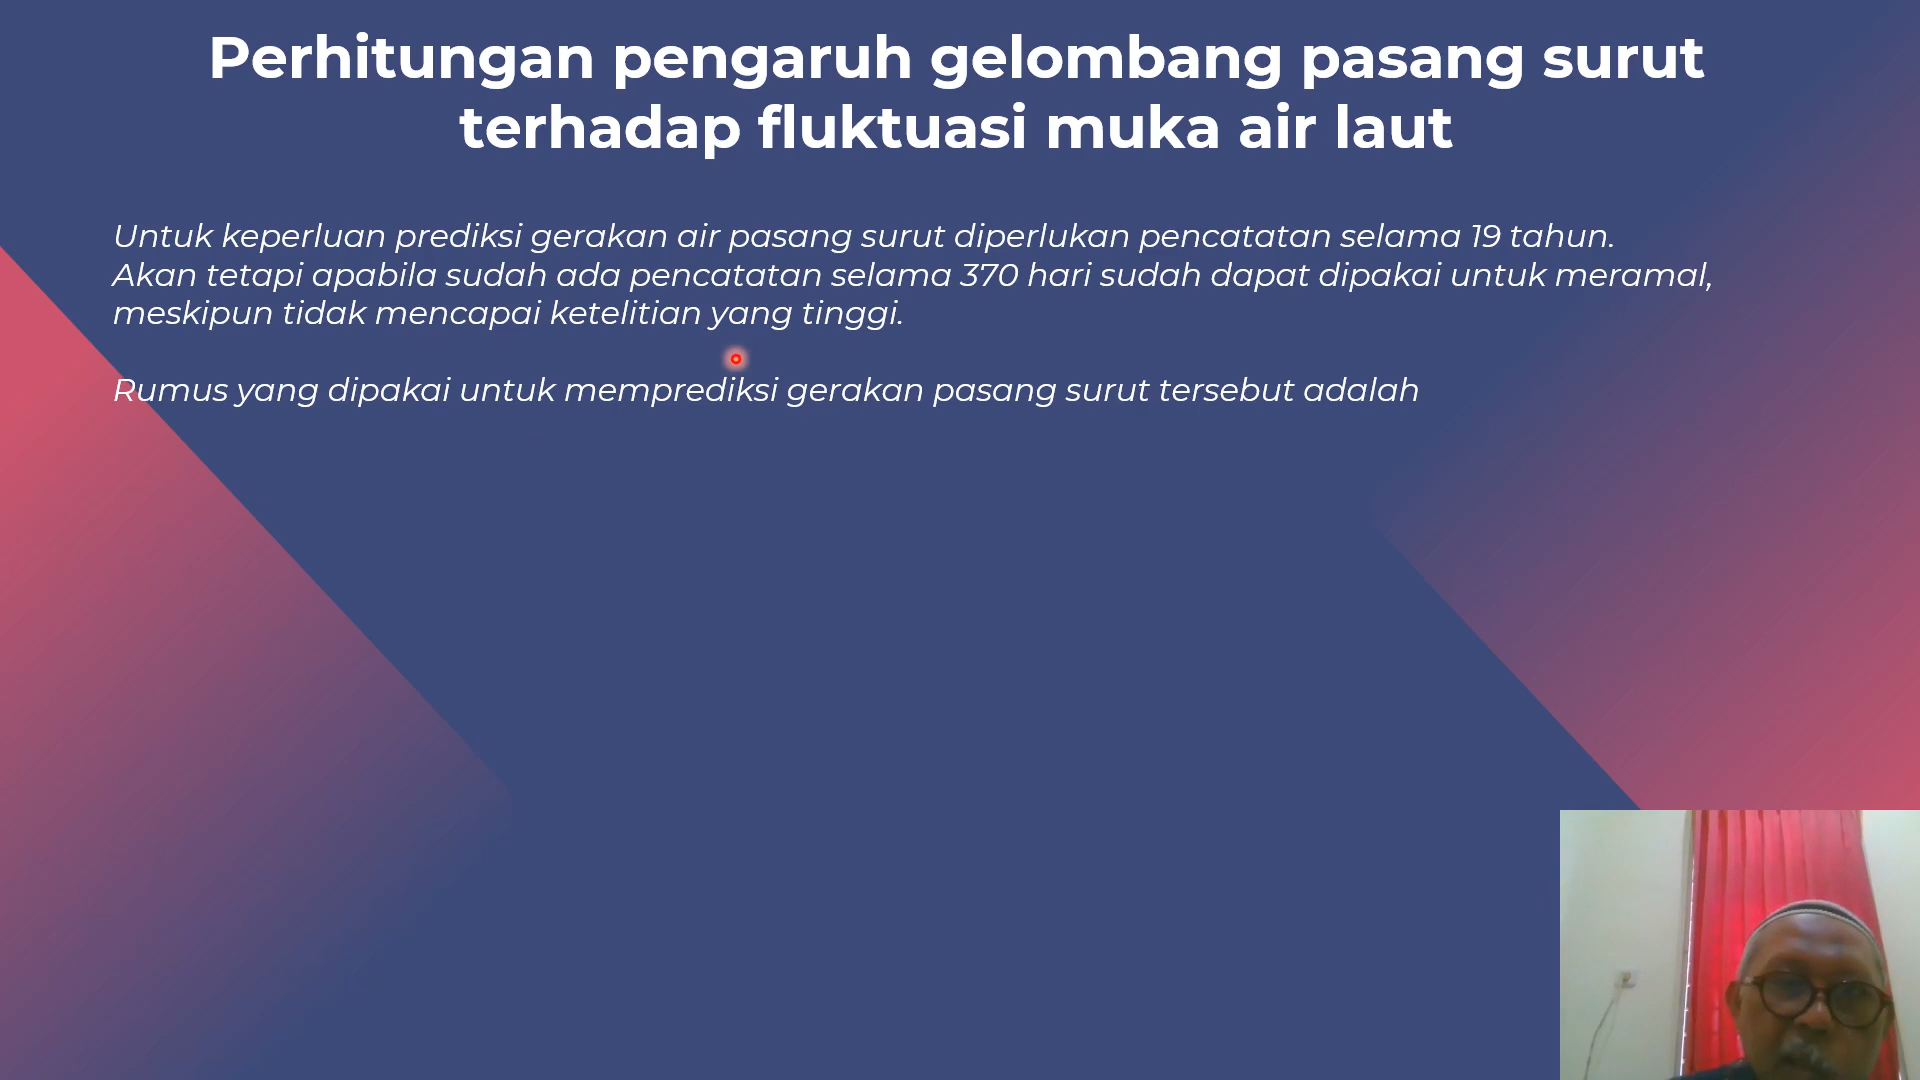 Perhitungan pengaruh gelombang pasang surut
terhadap fluktuasi muka air laut
Untuk keperluan prediksi gerakan air pasang surut diperlukan pencatatan selama 19 tahun.
Akan tetapi apabila sudah ada pencatatan selama 370 hari sudah dapat dipakai untuk meramal,
meskipun tidak mencapai ketelitian yang tinggi.
Rumus yang dipakai untuk memprediksi gerakan pasang surut tersebut adalah